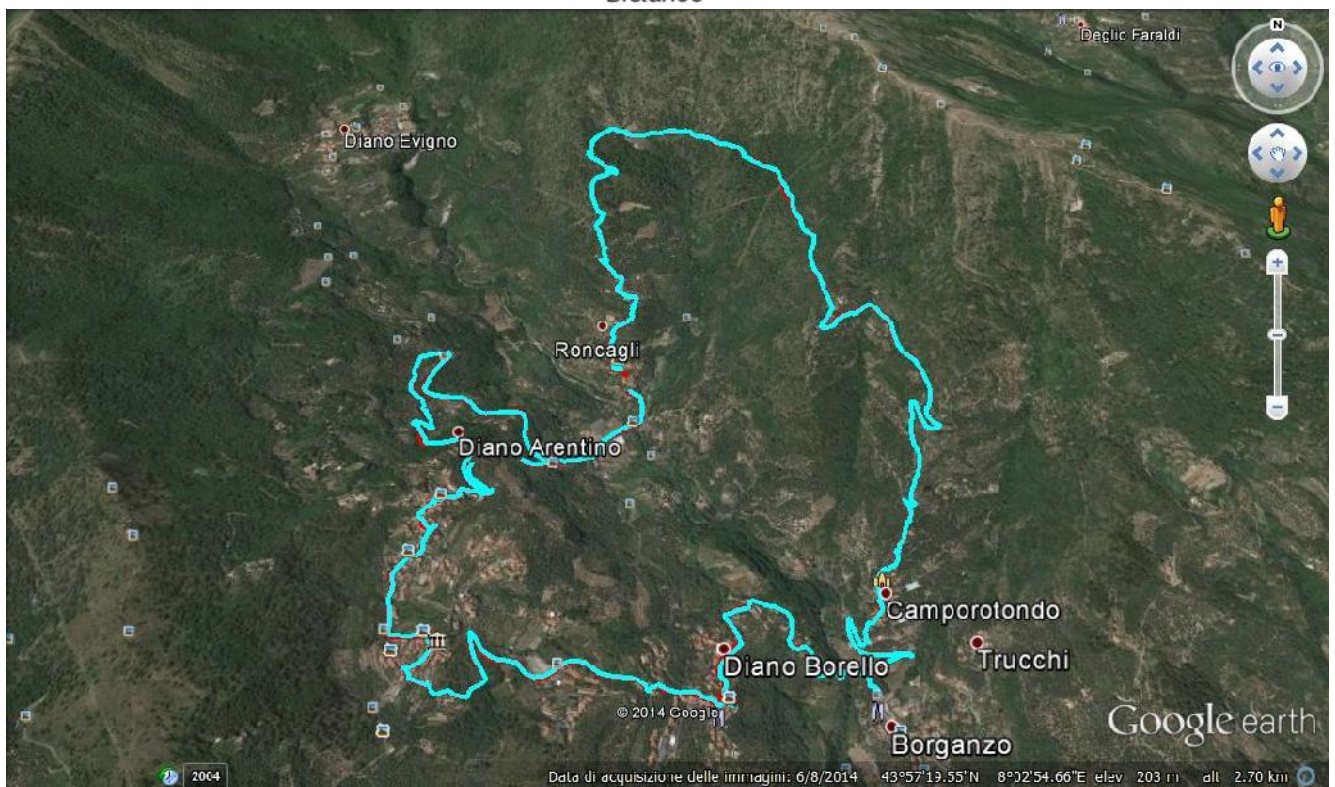 N
Deglic Faraldi
Diano Evigno
Roncagli
Diano Arentino
Camporotondo
Diano Borello
Trucchi
© 2014 Google
Google earth
Borganzo
2004
Data di acquisizione delle immagini: 6/8/2014 43°57'19.55"N 8°02'54.66"E elev 203 m alt 2.70 km